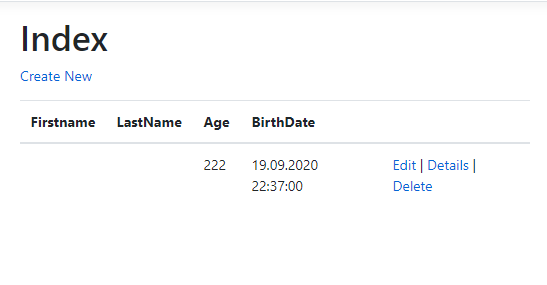 Index
Create New
Firstname LastName Age BirthDate
222 19.09.2020 Edit | Details |
22:37:00 Delete